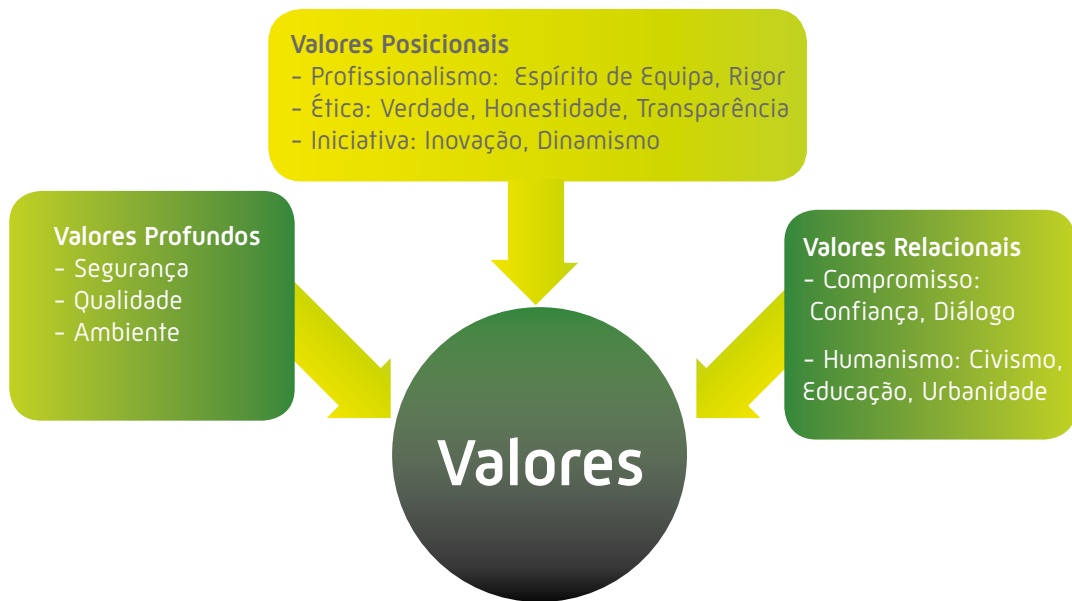 Valores Posicionais
- Profissionalismo: Espírito de Equipa, Rigor
- Ética: Verdade, Honestidade, Transparência
- Iniciativa: Inovação, Dinamismo
Valores Profundos
- Segurança
- Qualidade
- Ambiente
Valores Relacionais
- Compromisso:
Confiança, Diálogo
- Humanismo: Civismo,
Educação, Urbanidade
Valores